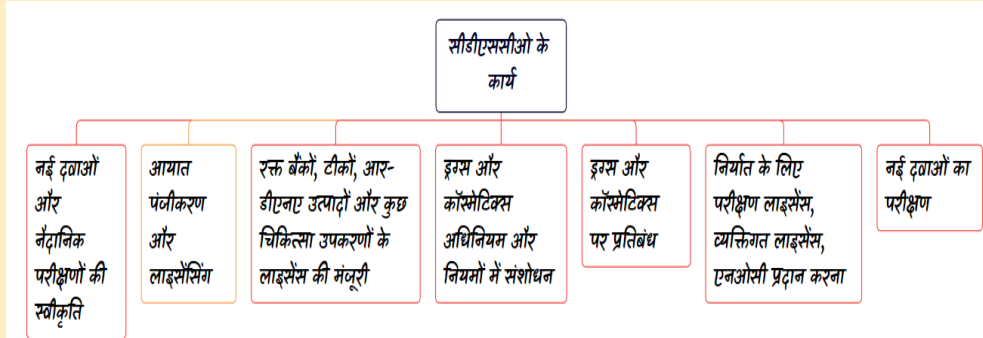 सीडीएससीओ के
कार्य
नई दवाओं
और
नैदानिक
परीक्षणों की
स्वीकृति
आयात
पंजीकरण
और
लाइसेंसिंग
रक्त बैंकों, टीकों, आर-
डीएनए उत्पादों और कुछ
चिकित्सा उपकरणों के
लाइसेंस की मंजूरी
ड्रग्स और
कॉस्मेटिक्स
अधिनियम और
नियमों में संशोधन
ड्रग्स और
कॉस्मेटिक्स
पर प्रतिबंध
निर्यात के लिए
परीक्षण लाइसेंस,
व्यक्तिगत लाइसेंस,
एनओसी प्रदान करना
नई दवाओं का
परीक्षण